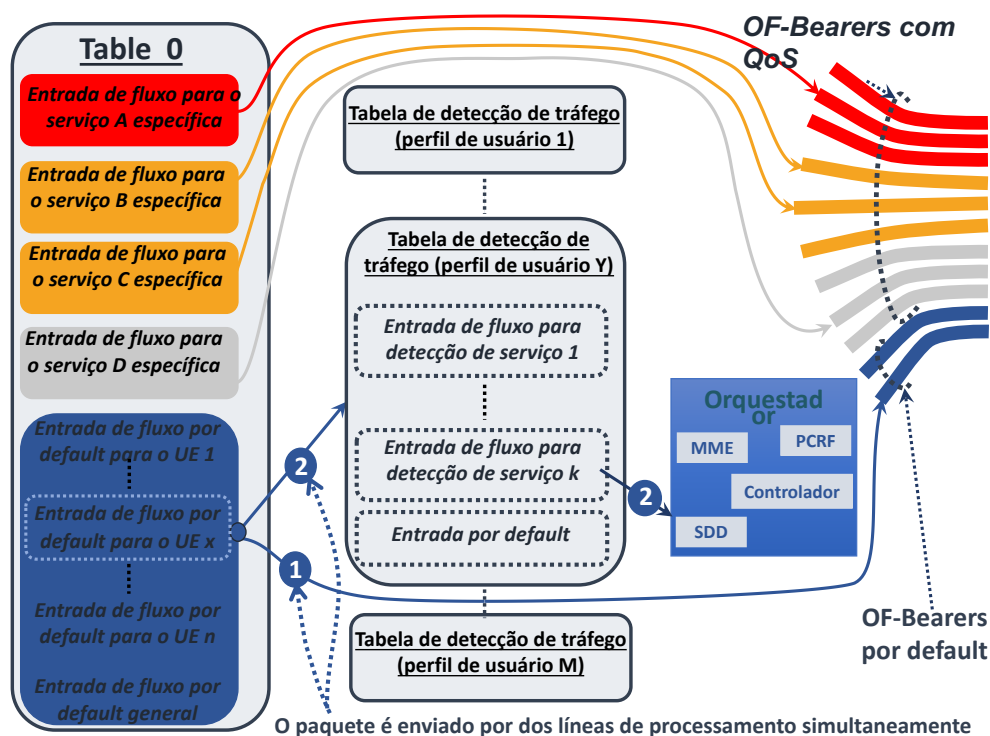 Table_0
Entrada de fluxo para o
serviço A específica
Entrada de fluxo para
o serviço B específica
Entrada de fluxo para
o serviço C específica
Entrada de fluxo para
o serviço D específica
Entrada de fluxo por
default para o UE 1
Entrada de fluxo por
default para o UE x
Entrada de fluxo por
default para o UE n
Entrada de fluxo por
default general
Tabela de detecção de tráfego
(perfil de usuário 1)
Tabela de detecção de
tráfego (perfil de usuário Y)
Entrada de fluxo para
detecção de serviço 1
Entrada de fluxo para
detecção de serviço k
Entrada por default
Tabela de detecção de tráfego
(perfil de usuário M)
2
1
2
Orquestad
or
MME
PCRF
Controlador
SDD
OF-Bearers com
QoS
OF-Bearers
por default
O paquete é enviado por dos líneas de processamento simultaneamente